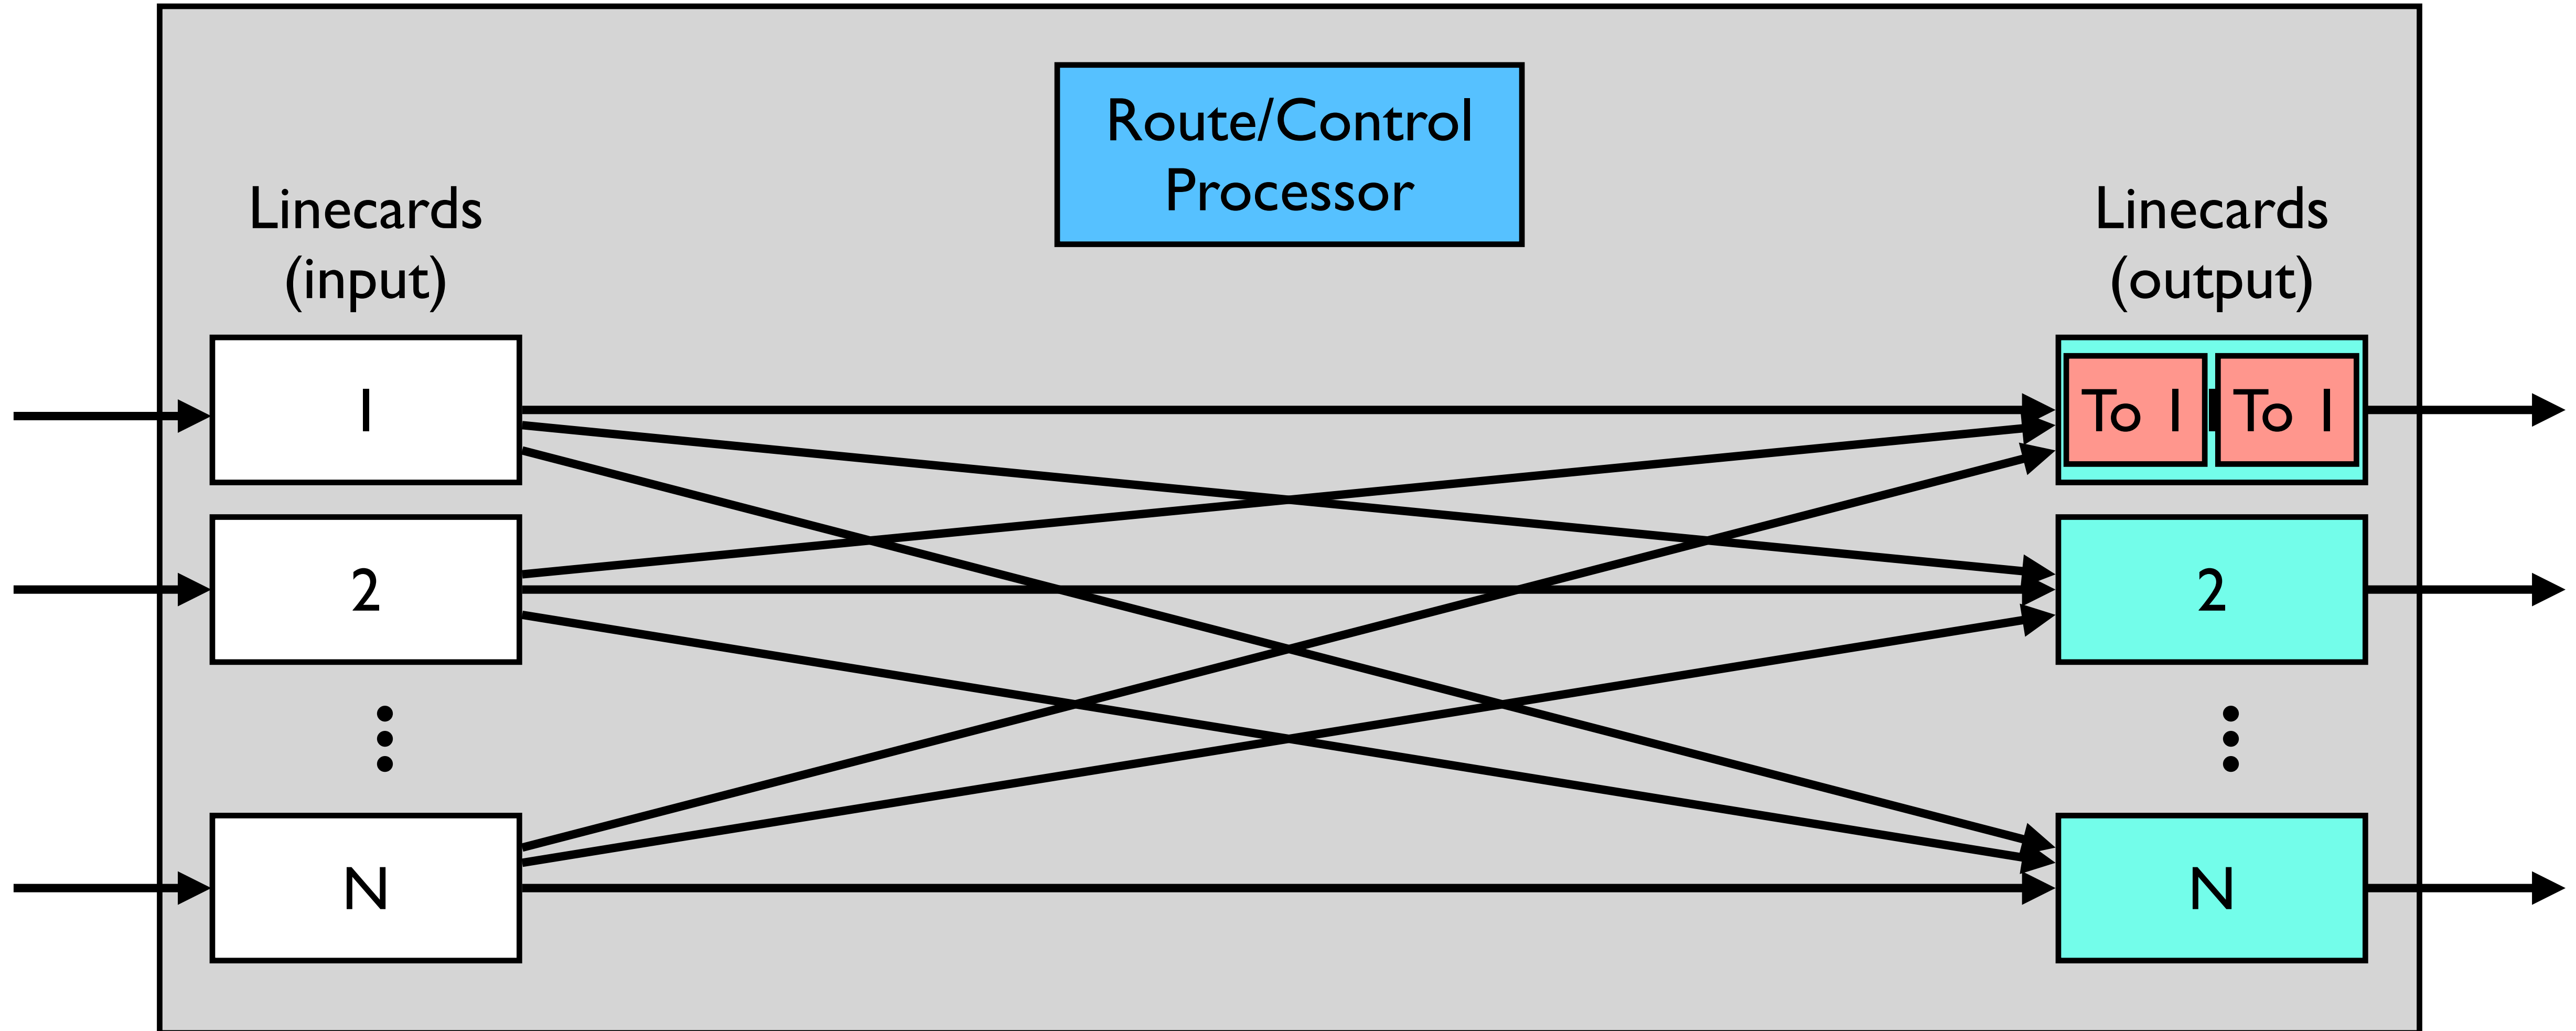 Route/Control
Processor
Linecards
(input)
Linecards
(output)
1
To 1 To 1
2
2
N
N